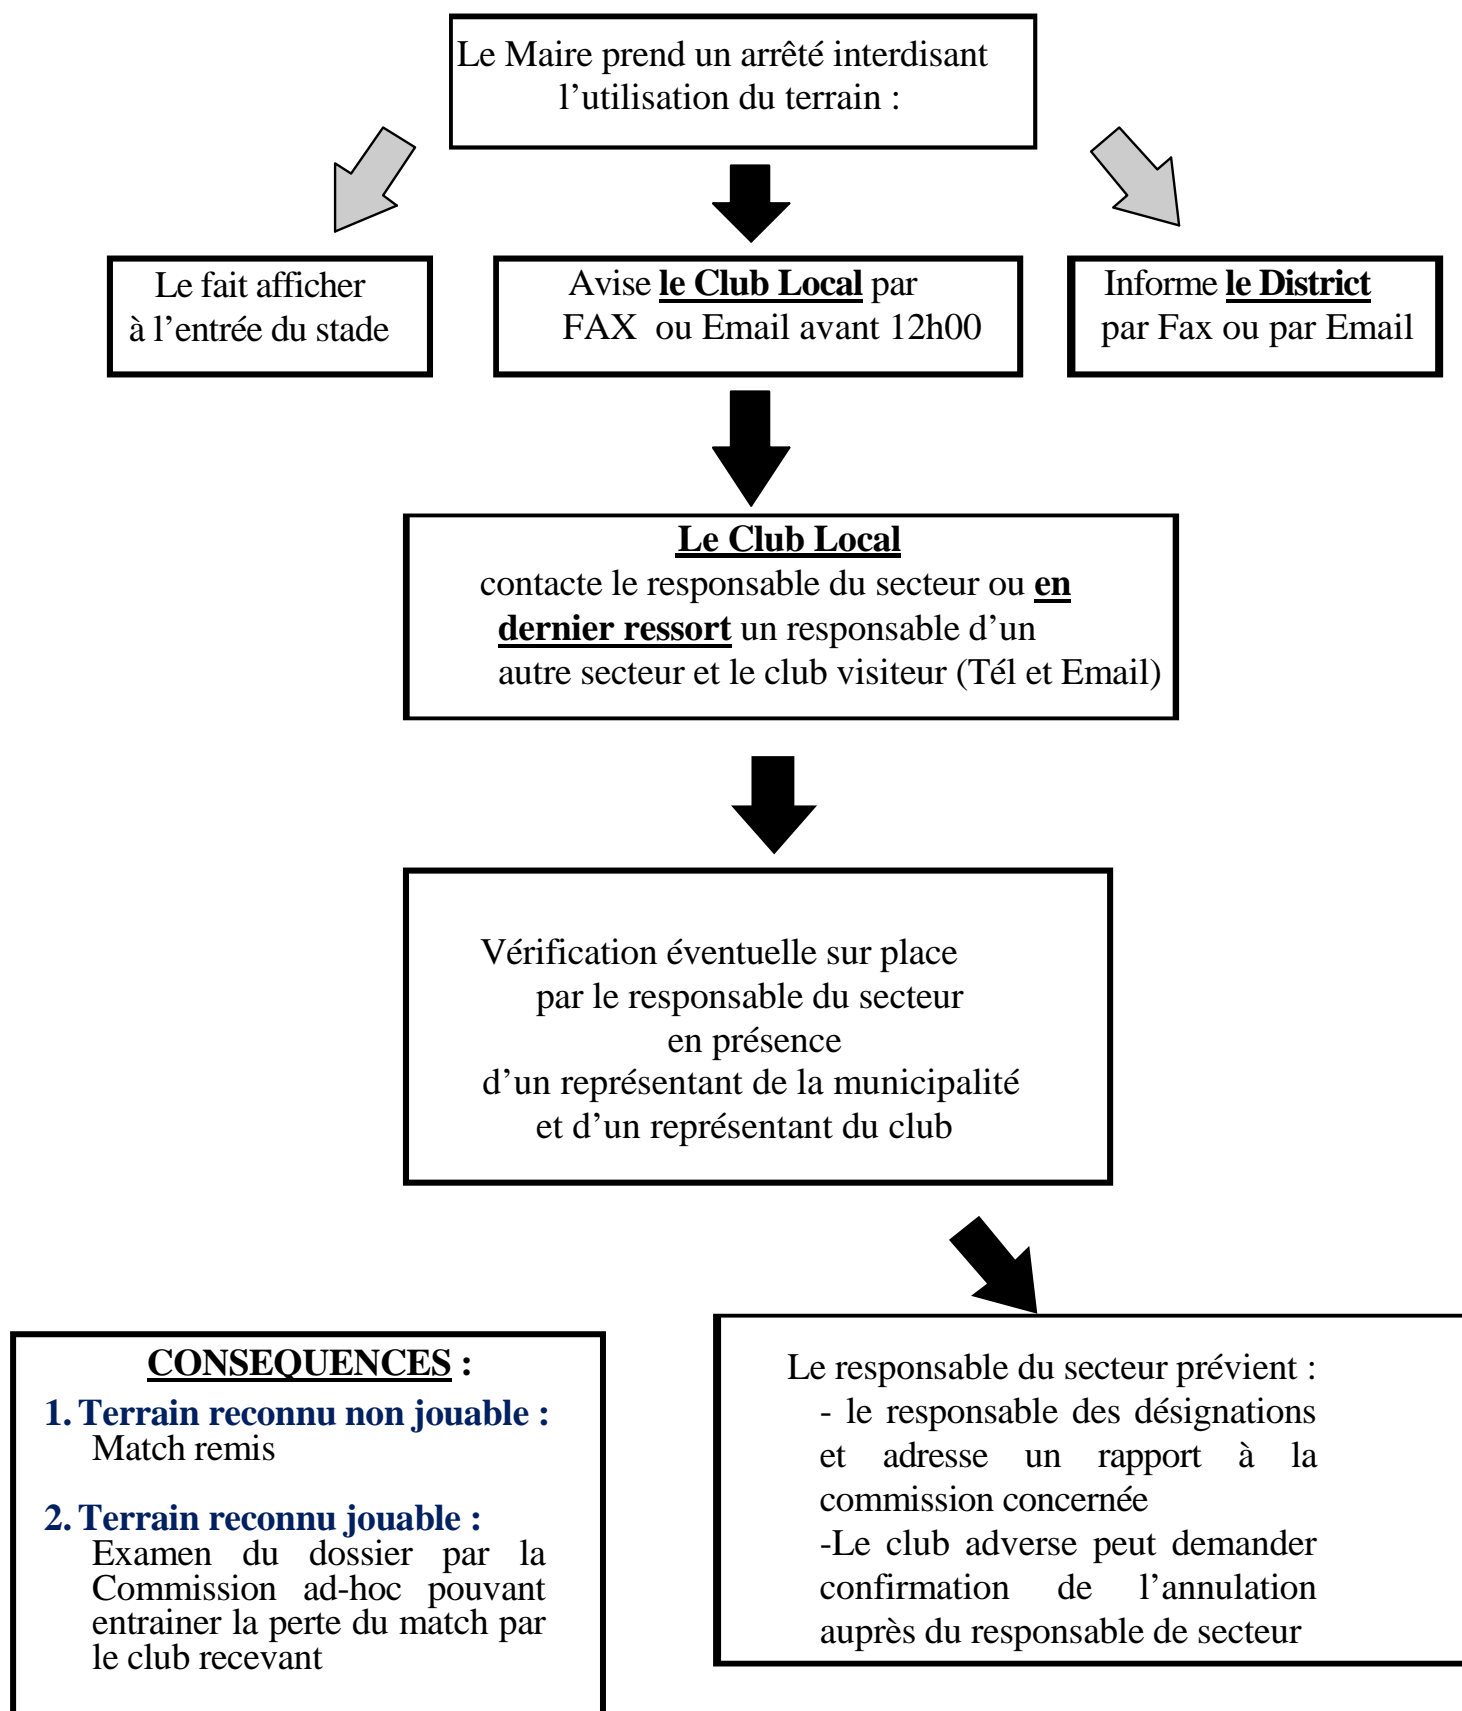 Le Maire prend un arrêté interdisant
l’utilisation du terrain :
Le fait afficher
à l’entrée du stade
Avise le Club Local par
FAX ou Email avant 12h00
Informe le District
par Fax ou par Email
Le Club Local
contacte le responsable du secteur ou en
dernier ressort un responsable d’un
autre secteur et le club visiteur (Tél et Email)
Vérification éventuelle sur place
par le responsable du secteur
en présence
d’un représentant de la municipalité
et d’un représentant du club
CONSEQUENCES :
1. Terrain reconnu non jouable :
Match remis
2. Terrain reconnu jouable :
Examen du dossier par la
Commission ad-hoc pouvant
entrainer la perte du match par
le club recevant
Le responsable du secteur prévient :
- le responsable des désignations
et adresse un rapport à la
commission concernée
-Le club adverse peut demander
confirmation de l’annulation
auprès du responsable de secteur